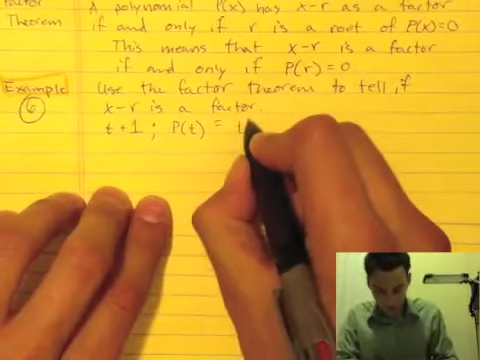 Factor A polynomial P(x) has x-r as a factor
Theorem if and only if r is a root of P(x)=0
This means that x-r is a factor
if and only if P(r)=0.
Example Use the factor theorem to tell if
6 x-r is a factor.
t+1 ; P(t) = t